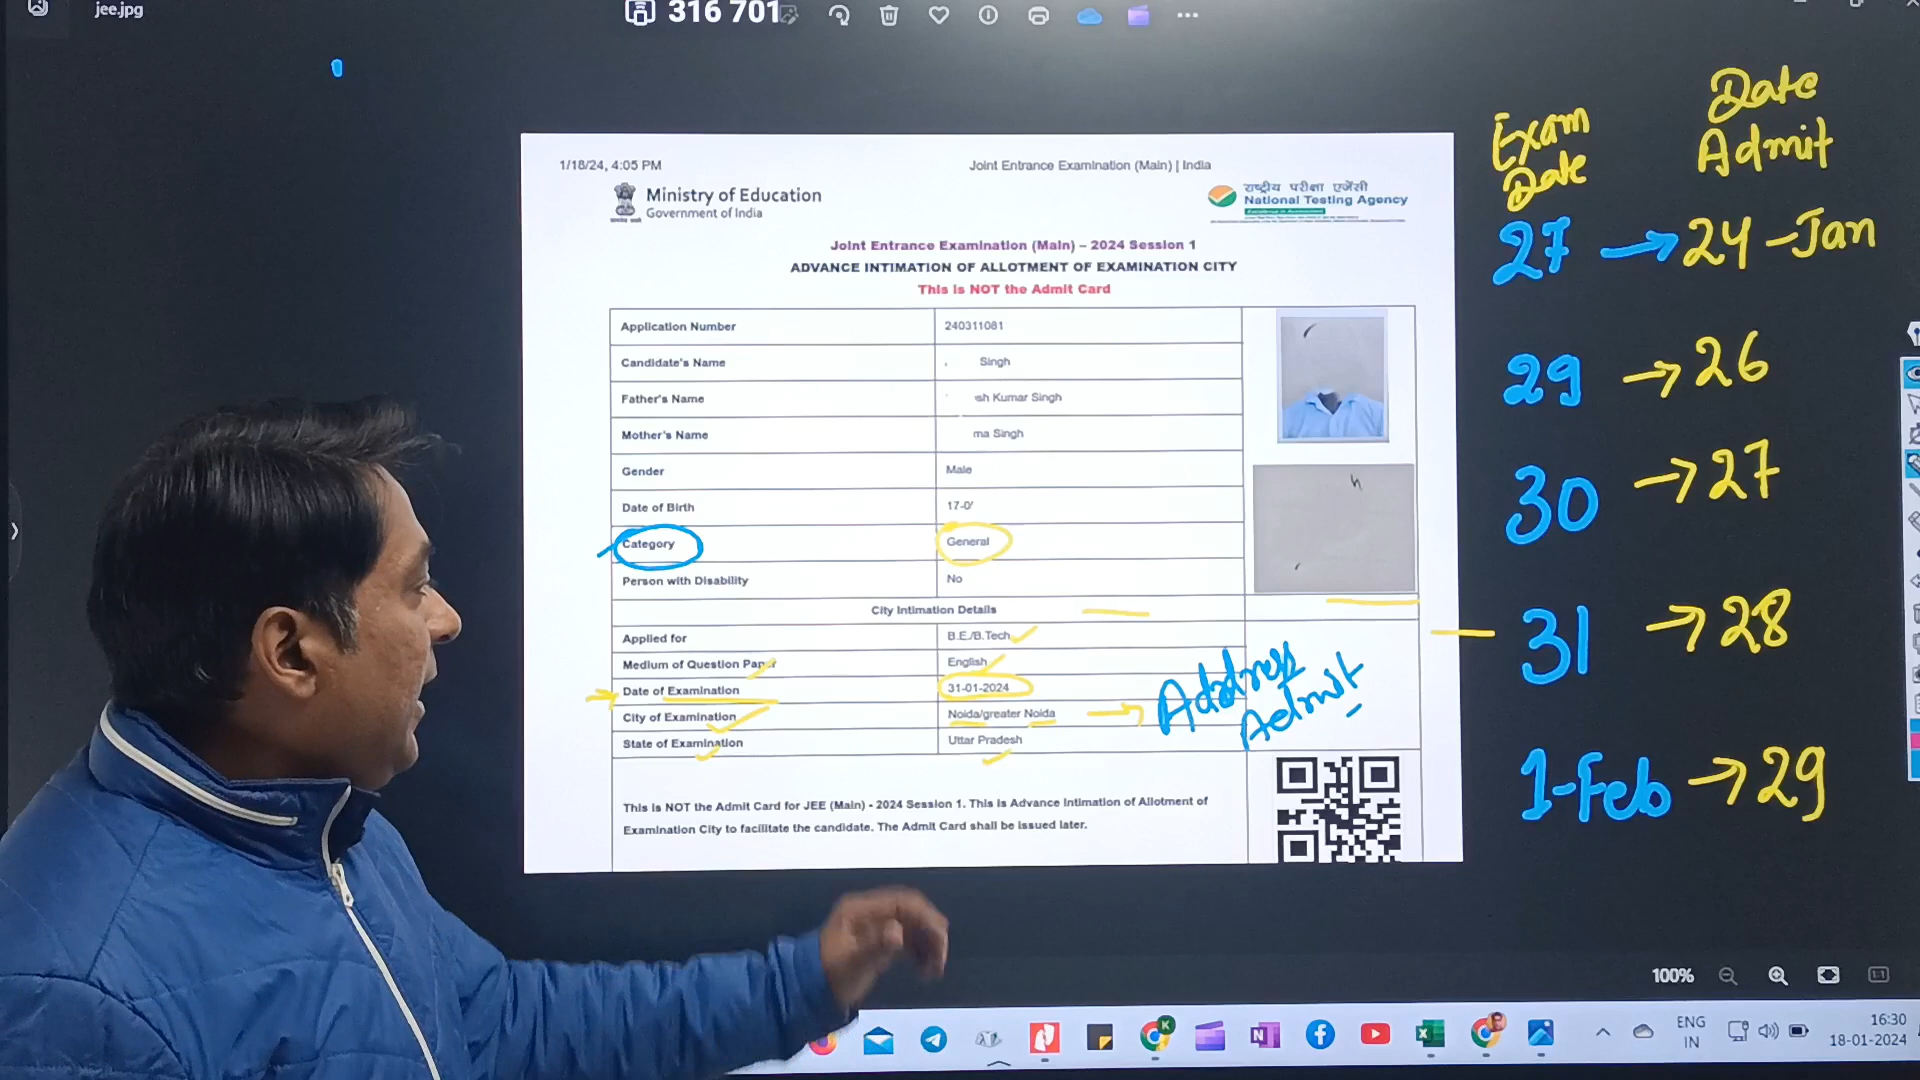 jee.jpg
316 701
1/18/24, 4:05 PM
Joint Entrance Examination (Main) | India
Ministry of Education
Government of India
राष्ट्रीय परीक्षा एजेंसी
National Testing Agency
Excellence in Assessment
Joint Entrance Examination (Main) – 2024 Session 1
ADVANCE INTIMATION OF ALLOTMENT OF EXAMINATION CITY
This is NOT the Admit Card
Application Number 240311081
Candidate's Name Singh
Father's Name sh Kumar Singh
Mother's Name ma Singh
Gender Male
Date of Birth 17-0
Category General
Person with Disability No
City Intimation Details
Applied for B.E./B.Tech
Medium of Question Paper English
Date of Examination 31-01-2024
City of Examination Noida/greater Noida
State of Examination Uttar Pradesh
Address
Admit
This is NOT the Admit Card for JEE (Main) - 2024 Session 1. This is Advance Intimation of Allotment of
Examination City to facilitate the candidate. The Admit Card shall be issued later.
Exam Date
Date Admit
27 → 24 - Jan
29 → 26
30 → 27
31 → 28
1-Feb → 29
100%
ENG
IN
16:30
18-01-2024